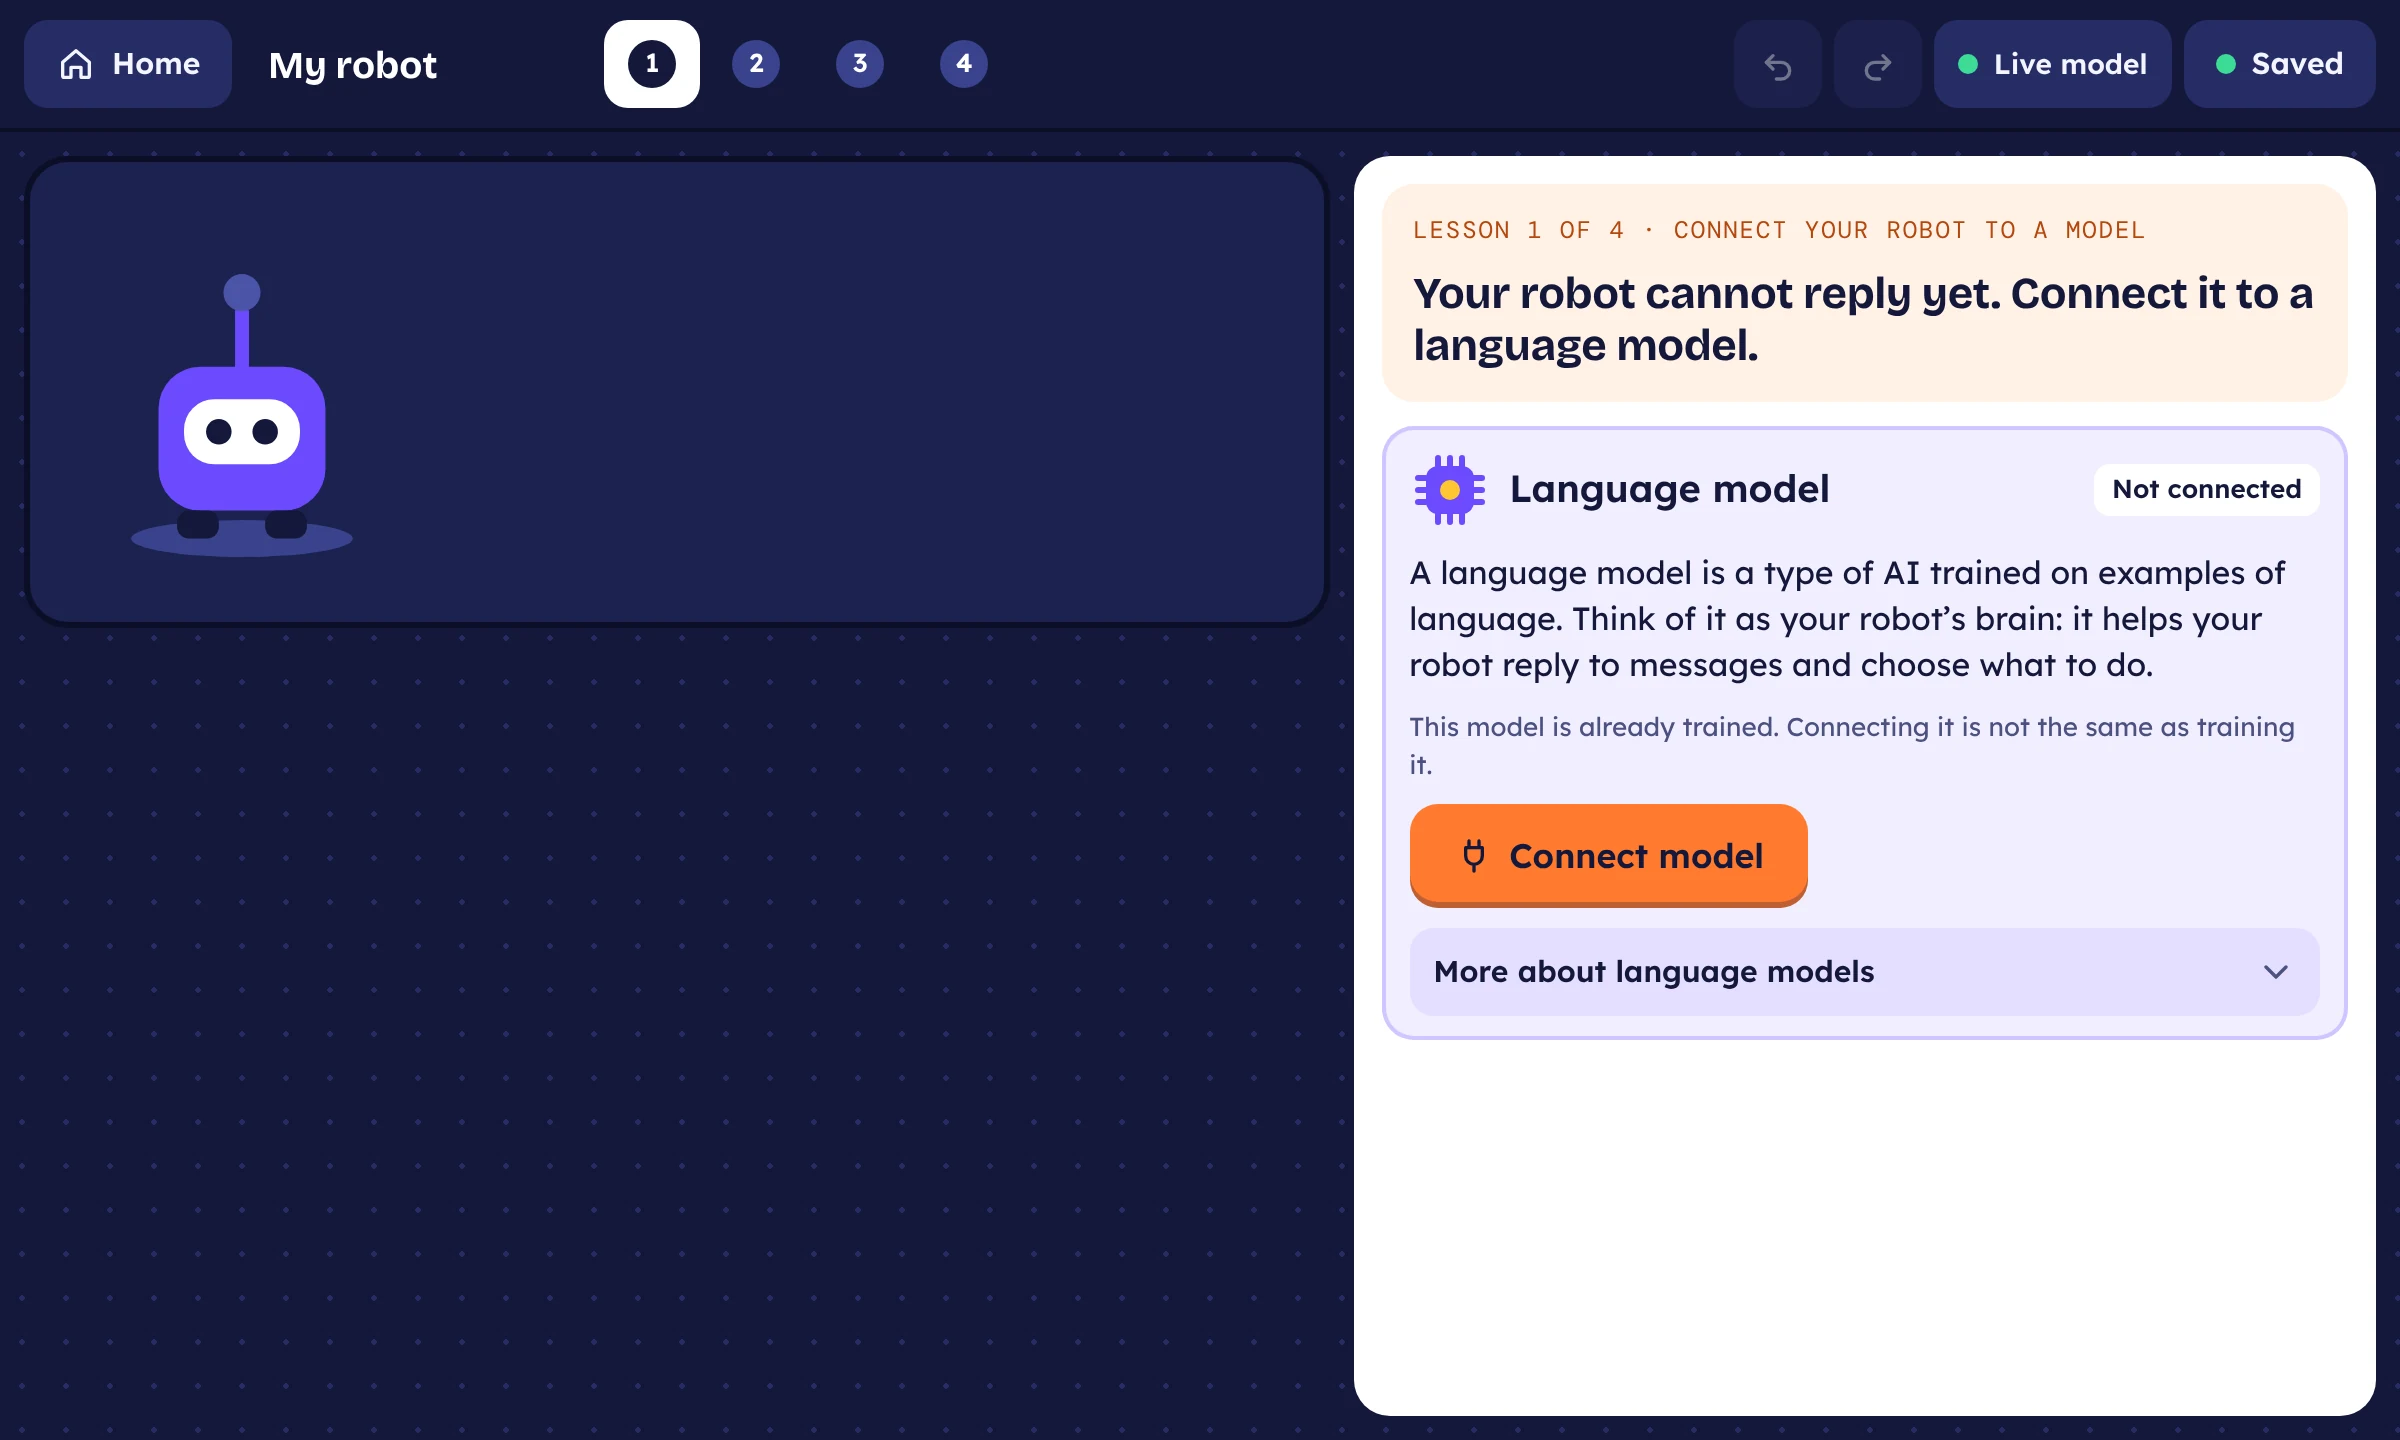 Home
My robot
1
2
3
4
Live model
Saved
LESSON 1 OF 4 · CONNECT YOUR ROBOT TO A MODEL
Your robot cannot reply yet. Connect it to a
language model.
Language model
Not connected
A language model is a type of AI trained on examples of
language. Think of it as your robot’s brain: it helps your
robot reply to messages and choose what to do.
This model is already trained. Connecting it is not the same as training
it.
Connect model
More about language models